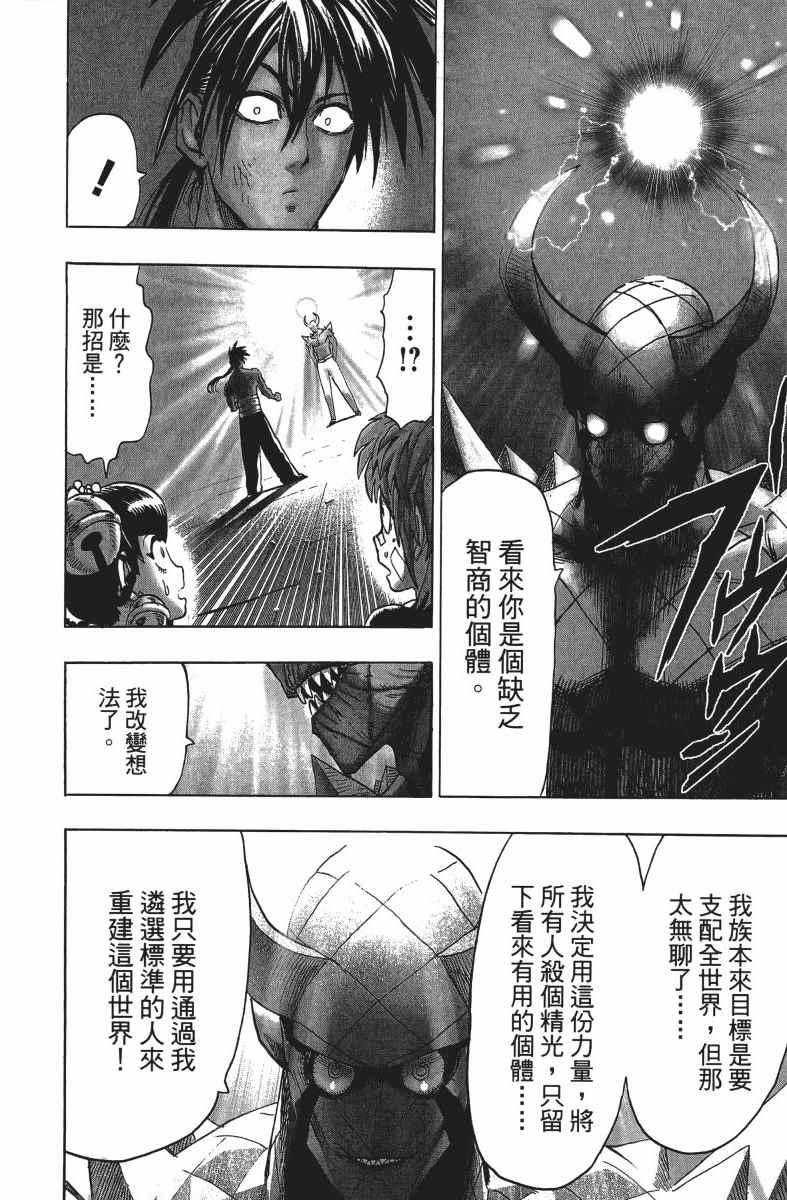 看來你是個缺乏
智商的個體。
ヴヴヴヴ
！
…!?
什麼？
那招是……
我改變想
法了。
我族本來目標是要
支配全世界，但那
太無聊了……
我決定用這份力量，將
所有人殺個精光，只留
下看來有用的個體……
我只要用通過我
遴選標準的人來
重建這個世界！